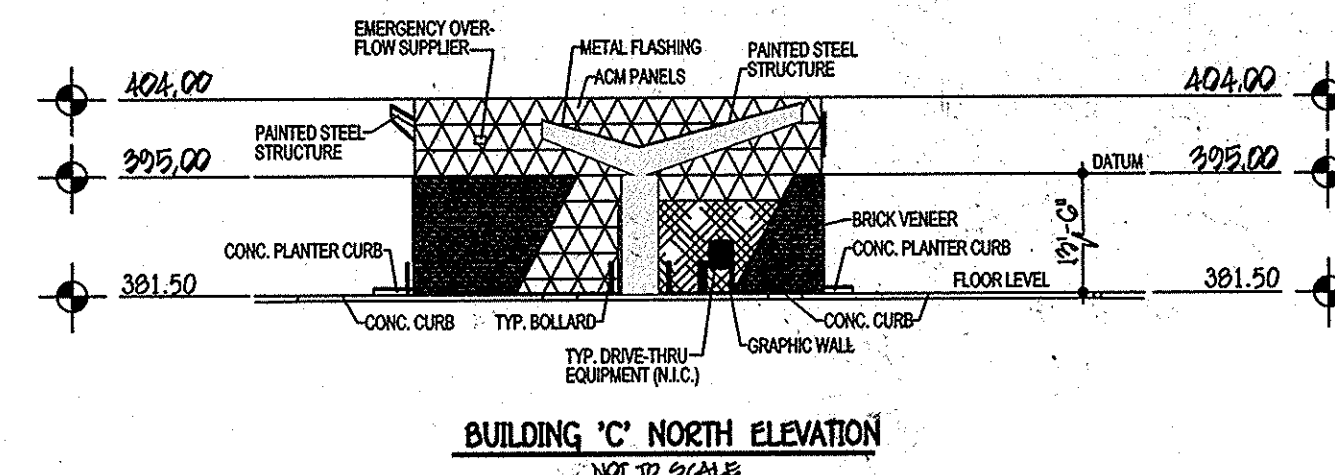 EMERGENCY OVER-
FLOW SUPPLIER
METAL FLASHING
ACM PANELS
PAINTED STEEL
STRUCTURE
404.00
404.00
PAINTED STEEL
STRUCTURE
395.00
DATUM
395.00
13'-6"
BRICK VENEER
CONC. PLANTER CURB
CONC. PLANTER CURB
381.50
FLOOR LEVEL
381.50
CONC. CURB
TYP. BOLLARD
CONC. CURB
TYP. DRIVE-THRU
EQUIPMENT (N.I.C.)
GRAPHIC WALL
BUILDING 'C' NORTH ELEVATION
NOT TO SCALE